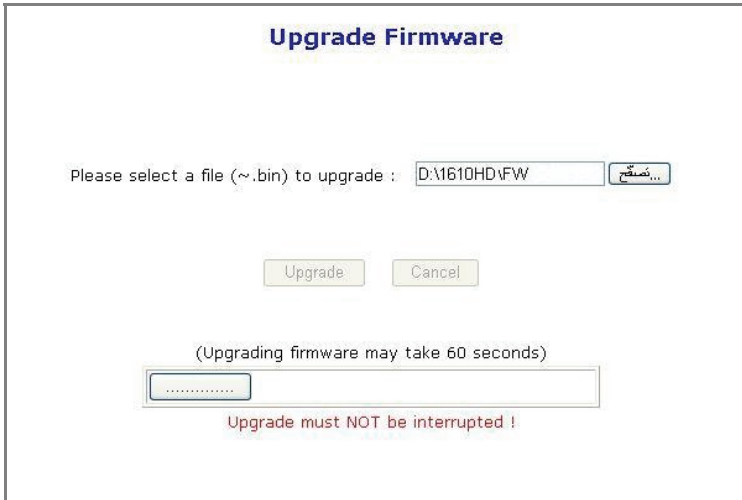 Upgrade Firmware
Please select a file (~.bin) to upgrade : D:\1610HD\FW تصفّح...
Upgrade Cancel
(Upgrading firmware may take 60 seconds)
..............
Upgrade must NOT be interrupted !